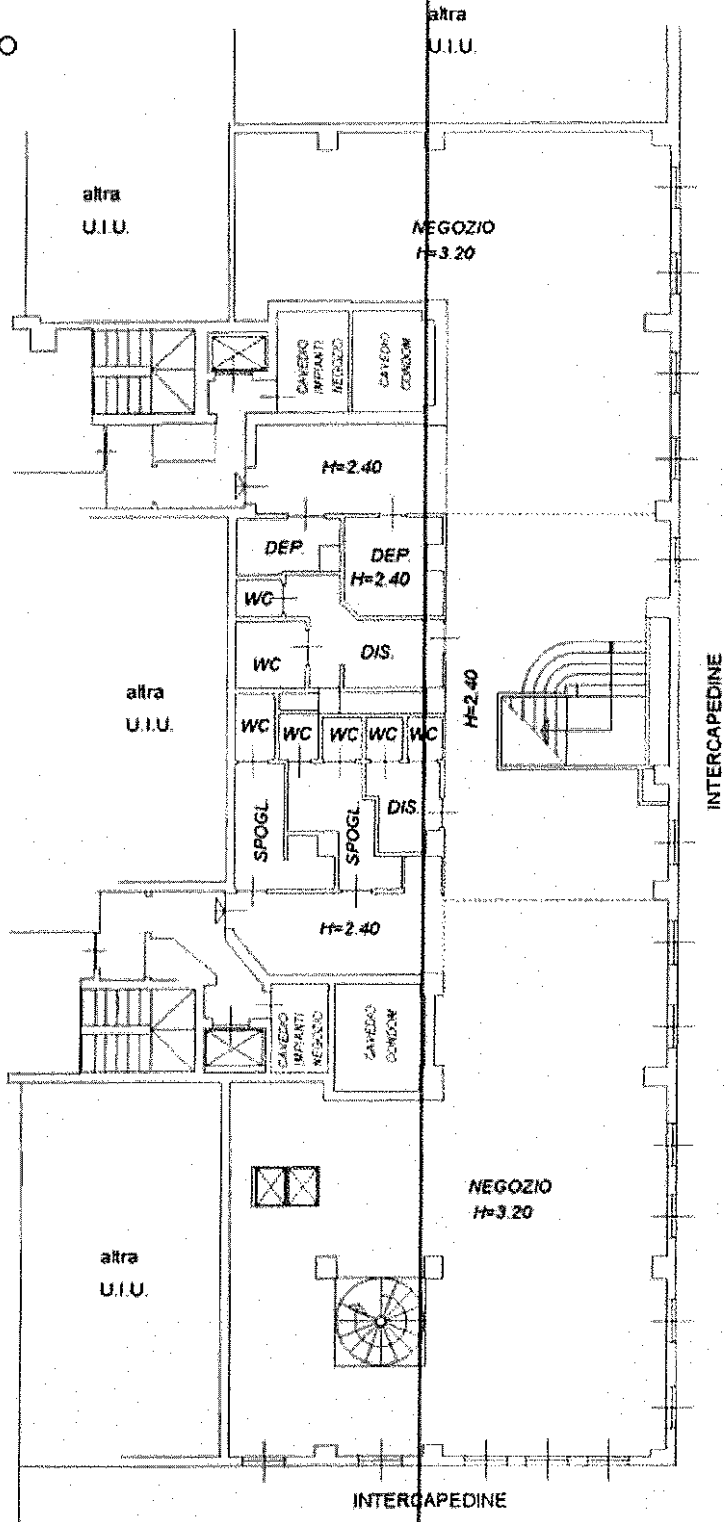 O
altra
U.I.U.
altra
U.I.U.
NEGOZIO
H=3.20
CAVEDIO
IMPIANTI
NEGOZIO
CAVEDIO
CONDOM
H=2.40
DEP.
DEP.
H=2.40
WC
WC
DIS.
H=2.40
altra
U.I.U.
INTERCAPEDINE
WC
WC
WC
WC
WC
SPOGL.
SPOGL.
DIS.
H=2.40
CAVEDIO
IMPIANTI
NEGOZIO
CAVEDIO
CONDOM
NEGOZIO
H=3.20
altra
U.I.U.
INTERCAPEDINE